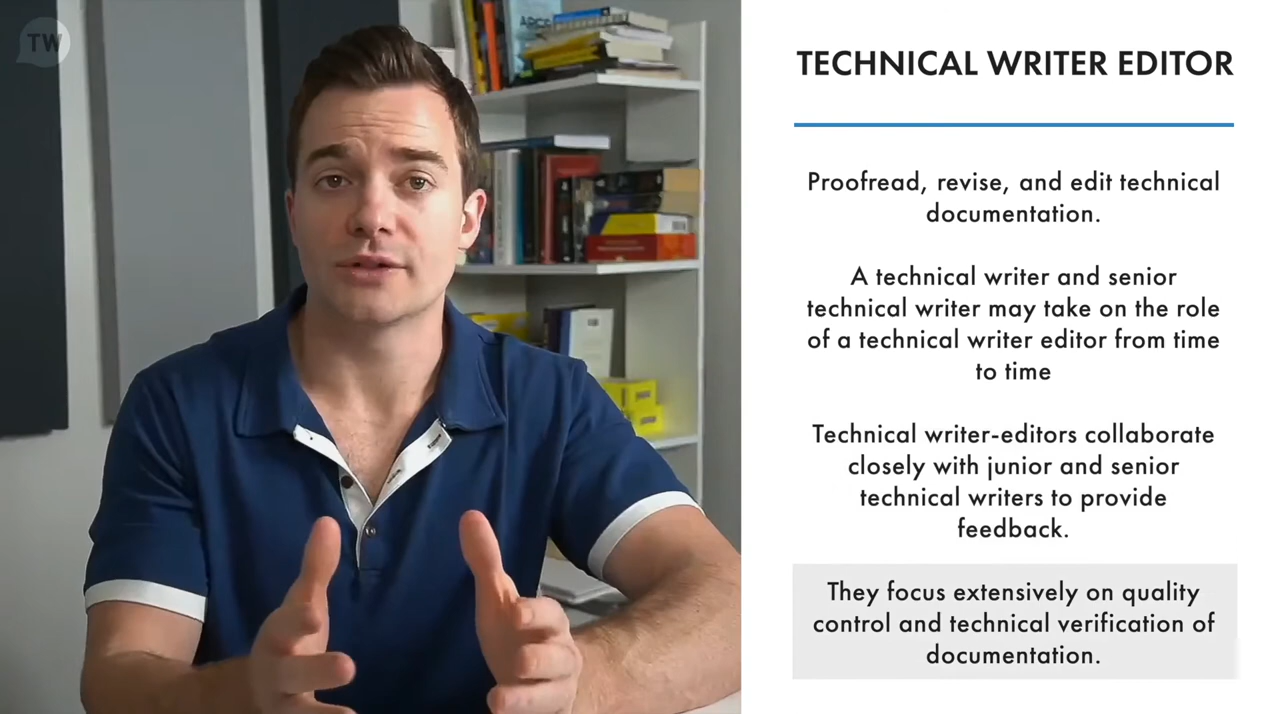 TW
TECHNICAL WRITER EDITOR
Proofread, revise, and edit technical
documentation.
A technical writer and senior
technical writer may take on the role
of a technical writer editor from time
to time
Technical writer-editors collaborate
closely with junior and senior
technical writers to provide
feedback.
They focus extensively on quality
control and technical verification of
documentation.